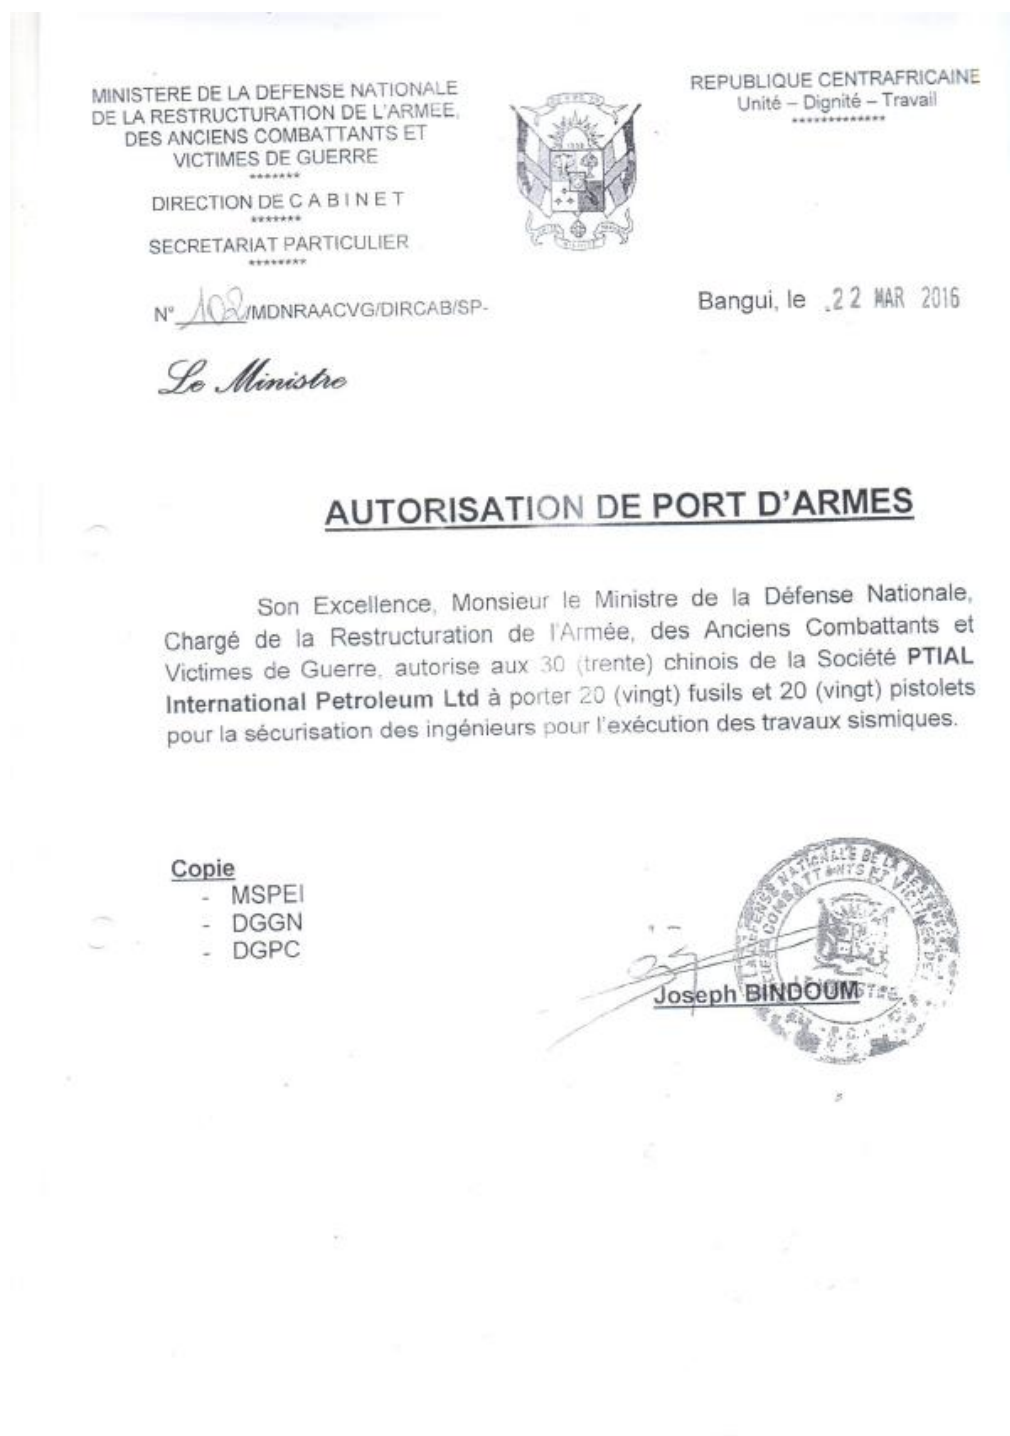 MINISTERE DE LA DEFENSE NATIONALE
DE LA RESTRUCTURATION DE L'ARMEE,
DES ANCIENS COMBATTANTS ET
VICTIMES DE GUERRE
*******
DIRECTION DE C A B I N E T
*******
SECRETARIAT PARTICULIER
********
N° 102/MDNRAACVG/DIRCAB/SP-
Le Ministre
REPUBLIQUE CENTRAFRICAINE
Unité – Dignité – Travail
*************
Bangui, le 22 MAR 2016
AUTORISATION DE PORT D'ARMES
Son Excellence, Monsieur le Ministre de la Défense Nationale,
Chargé de la Restructuration de l'Armée, des Anciens Combattants et
Victimes de Guerre, autorise aux 30 (trente) chinois de la Société PTIAL
International Petroleum Ltd à porter 20 (vingt) fusils et 20 (vingt) pistolets
pour la sécurisation des ingénieurs pour l'exécution des travaux sismiques.
Copie
- MSPEI
- DGGN
- DGPC
Joseph BINDOUM